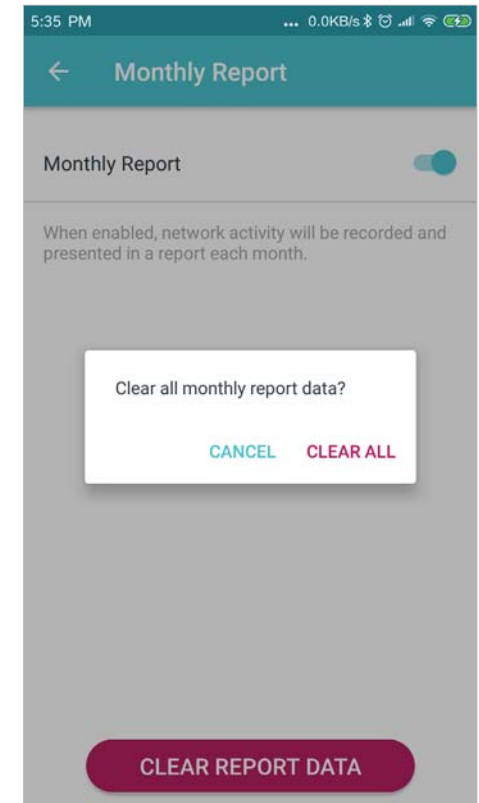 5:35 PM ... 0.0KB/s
Monthly Report
Monthly Report
When enabled, network activity will be recorded and
presented in a report each month.
Clear all monthly report data?
CANCEL CLEAR ALL
CLEAR REPORT DATA